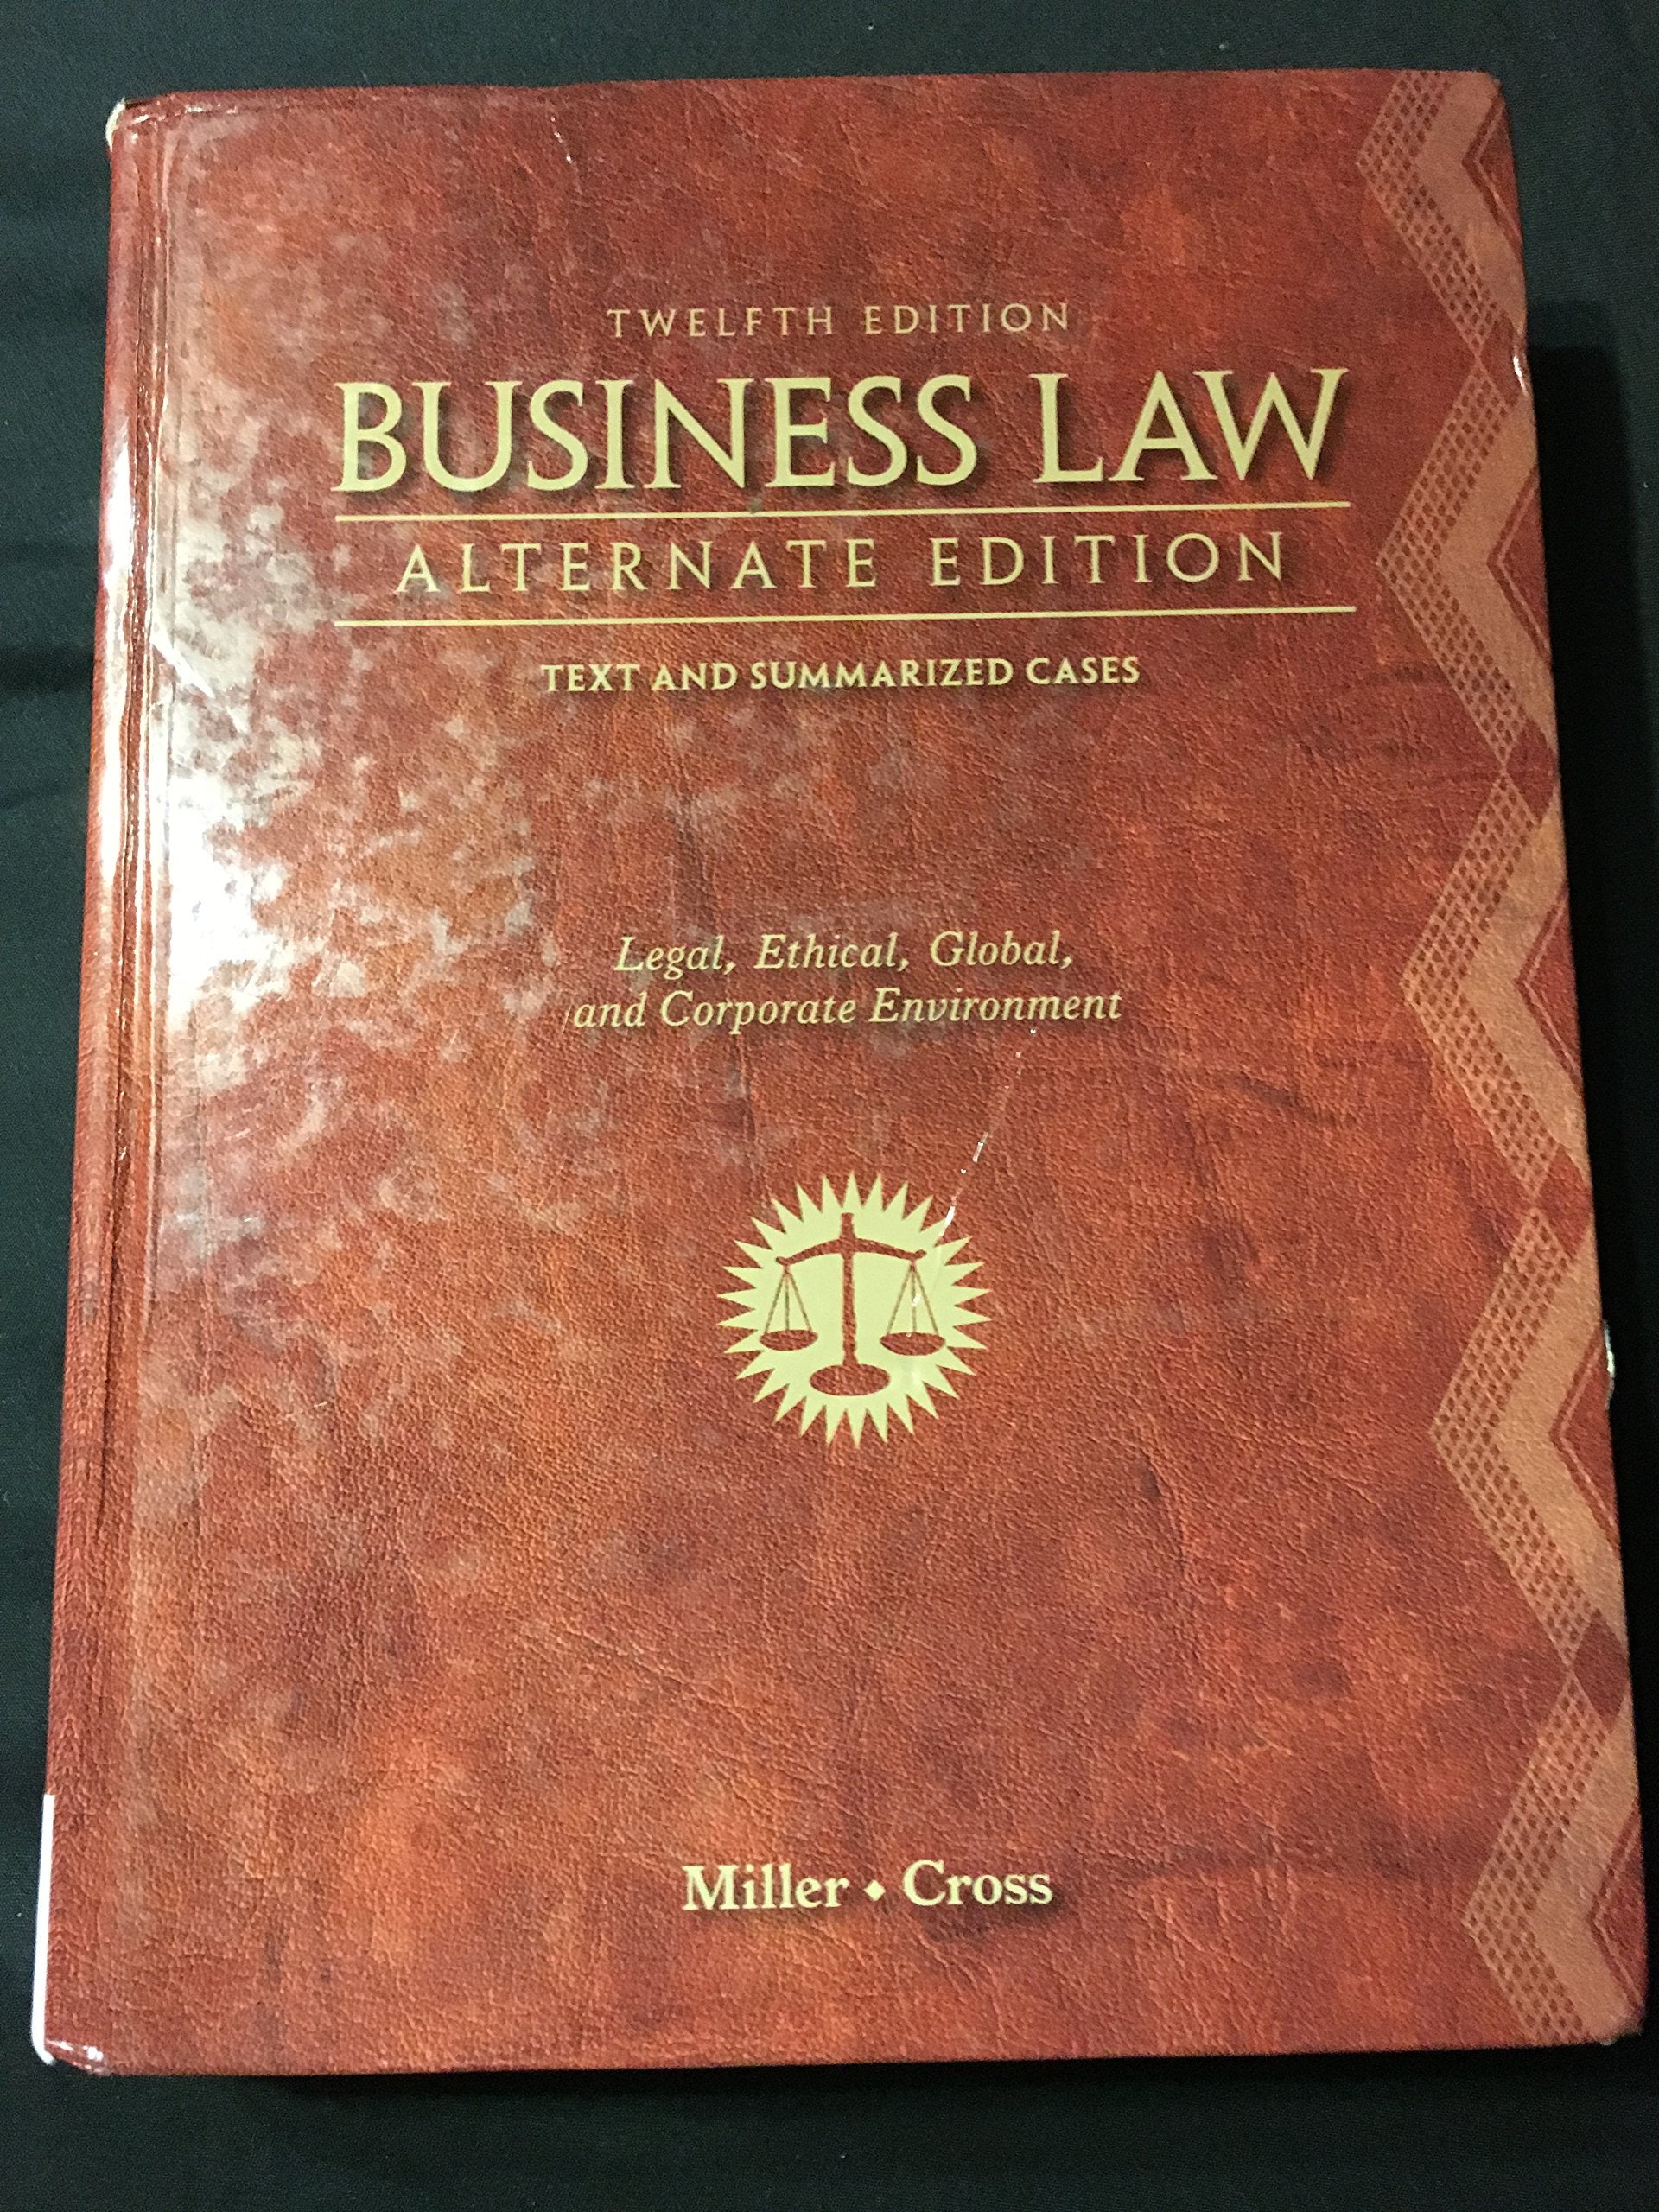 TWELFTH EDITION
BUSINESS LAW
ALTERNATE EDITION
TEXT AND SUMMARIZED CASES
Legal, Ethical, Global,
and Corporate Environment
Miller ⬥ Cross